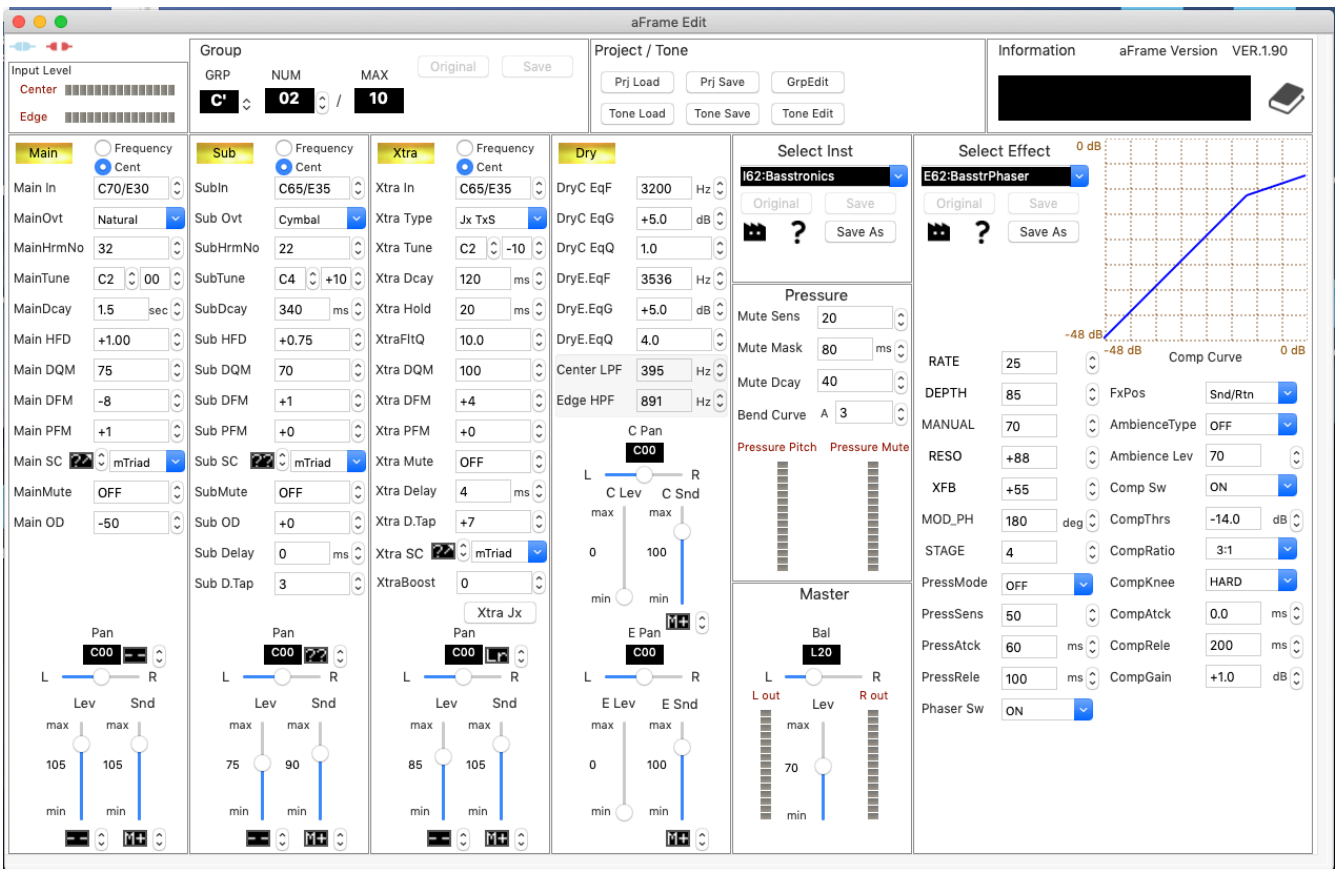 aFrame Edit
Input Level
Center
Edge
Group
GRP NUM MAX
C' 02 / 10
Original Save
Project / Tone
Prj Load Prj Save GrpEdit
Tone Load Tone Save Tone Edit
Information aFrame Version VER.1.90
Main
Frequency
Cent
Main In C70/E30
MainOvt Natural
MainHrmNo 32
MainTune C2 00
MainDcay 1.5 sec
Main HFD +1.00
Main DQM 75
Main DFM -8
Main PFM +1
Main SC ?? mTriad
MainMute OFF
Main OD -50
Pan
C00 --
L R
Lev Snd
max max
105 105
min min
-- M+
Sub
Frequency
Cent
SubIn C65/E35
Sub Ovt Cymbal
SubHrmNo 22
SubTune C4 +10
SubDcay 340 ms
Sub HFD +0.75
Sub DQM 70
Sub DFM +1
Sub PFM +0
Sub SC ?? mTriad
SubMute OFF
Sub OD +0
Sub Delay 0 ms
Sub D.Tap 3
Pan
C00 ??
L R
Lev Snd
max max
75 90
min min
-- M+
Xtra
Frequency
Cent
Xtra In C65/E35
Xtra Type Jx TxS
Xtra Tune C2 -10
Xtra Dcay 120 ms
Xtra Hold 20 ms
XtraFltQ 10.0
Xtra DQM 100
Xtra DFM +4
Xtra PFM +0
Xtra Mute OFF
Xtra Delay 4 ms
Xtra D.Tap +7
Xtra SC mTriad
XtraBoost 0
Xtra Jx
Pan
C00 Lr
L R
Lev Snd
max max
85 105
min min
-- M+
Dry
DryC EqF 3200 Hz
DryC EqG +5.0 dB
DryC EqQ 1.0
DryE.EqF 3536 Hz
DryE.EqG +5.0 dB
DryE.EqQ 4.0
Center LPF 395 Hz
Edge HPF 891 Hz
C Pan
C00
L R
C Lev C Snd
max max
0 100
min min
M+
E Pan
C00
L R
E Lev E Snd
max max
0 100
min min
M+
Select Inst
I62:Basstronics
Original Save
? Save As
Pressure
Mute Sens 20
Mute Mask 80 ms
Mute Dcay 40
Bend Curve A 3
Pressure Pitch Pressure Mute
Master
Bal
L20
L R
L out Lev R out
max
70
min
Select Effect
E62:BasstrPhaser
Original Save
? Save As
0 dB
-48 dB
-48 dB Comp Curve 0 dB
RATE 25
DEPTH 85
MANUAL 70
RESO +88
XFB +55
MOD_PH 180 deg
STAGE 4
PressMode OFF
PressSens 50
PressAtck 60 ms
PressRele 100 ms
Phaser Sw ON
FxPos Snd/Rtn
AmbienceType OFF
Ambience Lev 70
Comp Sw ON
CompThrs -14.0 dB
CompRatio 3:1
CompKnee HARD
CompAtck 0.0 ms
CompRele 200 ms
CompGain +1.0 dB